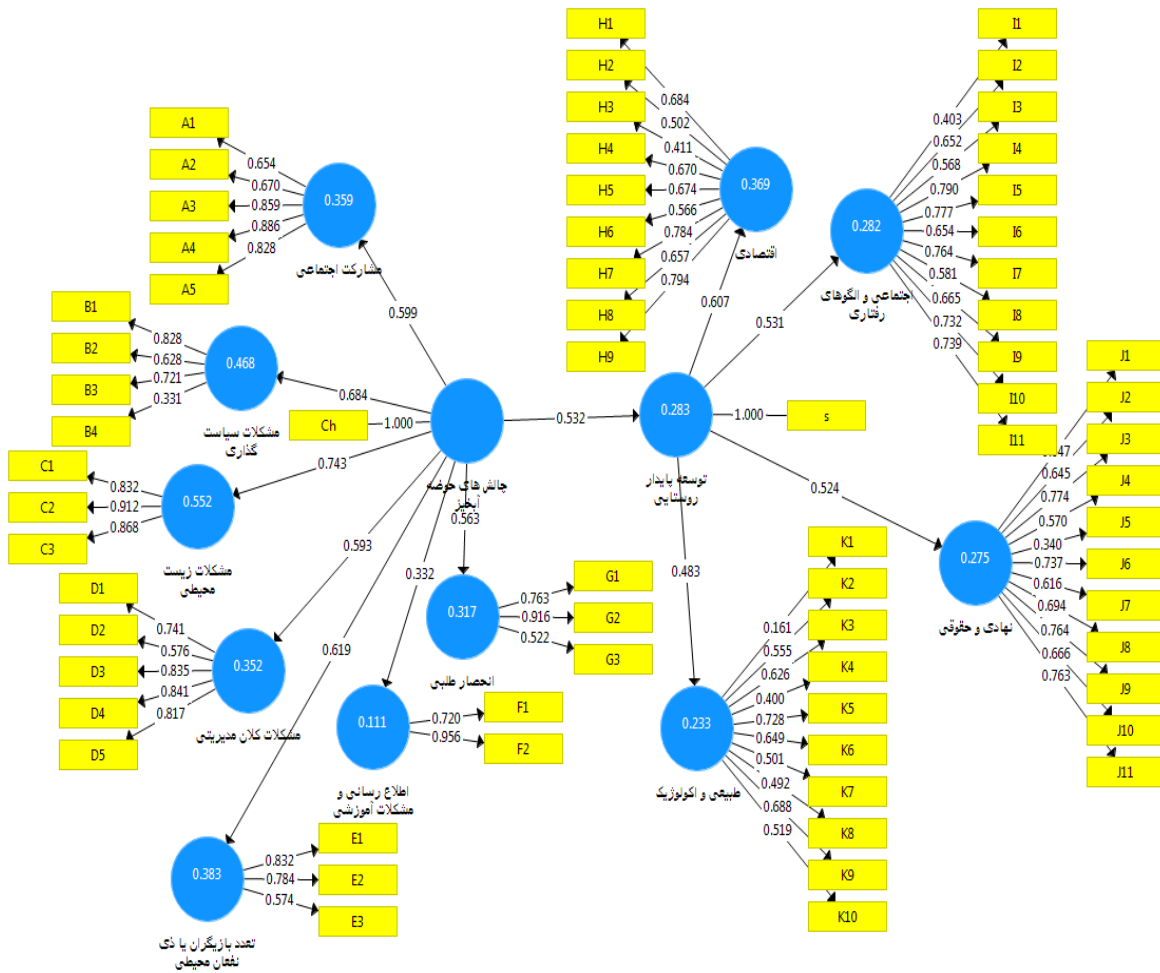 A1
A2
A3
A4
A5
0.654
0.670
0.859
0.886
0.828
0.359
مشارکت اجتماعی
0.599
B1
B2
B3
B4
0.828
0.628
0.721
0.331
0.468
مشکلات سیاست
گذاری
0.684
C1
C2
C3
0.832
0.912
0.868
0.552
مشکلات زیست
محیطی
0.743
D1
D2
D3
D4
D5
0.741
0.576
0.835
0.841
0.817
0.352
مشکلات کلان مدیریتی
0.593
E1
E2
E3
0.832
0.784
0.574
0.383
تعدد بازیگران یا ذی
نفعان محیطی
0.619
F1
F2
0.720
0.956
0.111
اطلاع رسانی و
مشکلات آموزشی
0.332
G1
G2
G3
0.763
0.916
0.522
0.317
انحصار طلبی
0.563
Ch
1.000
چالش های حوضه
آبخیز
0.532
0.283
توسعه پایدار
روستایی
1.000
s
H1
H2
H3
H4
H5
H6
H7
H8
H9
0.684
0.502
0.411
0.670
0.674
0.566
0.784
0.657
0.794
0.369
اقتصادی
0.607
I1
I2
I3
I4
I5
I6
I7
I8
I9
I10
I11
0.403
0.652
0.568
0.790
0.777
0.654
0.764
0.581
0.665
0.732
0.739
0.282
اجتماعی و الگوهای
رفتاری
0.531
J1
J2
J3
J4
J5
J6
J7
J8
J9
J10
J11
0.645
0.774
0.570
0.340
0.737
0.616
0.694
0.764
0.666
0.763
0.275
نهادی و حقوقی
0.524
K1
K2
K3
K4
K5
K6
K7
K8
K9
K10
0.161
0.555
0.626
0.400
0.728
0.649
0.501
0.492
0.688
0.519
0.233
طبیعی و اکولوژیک
0.483